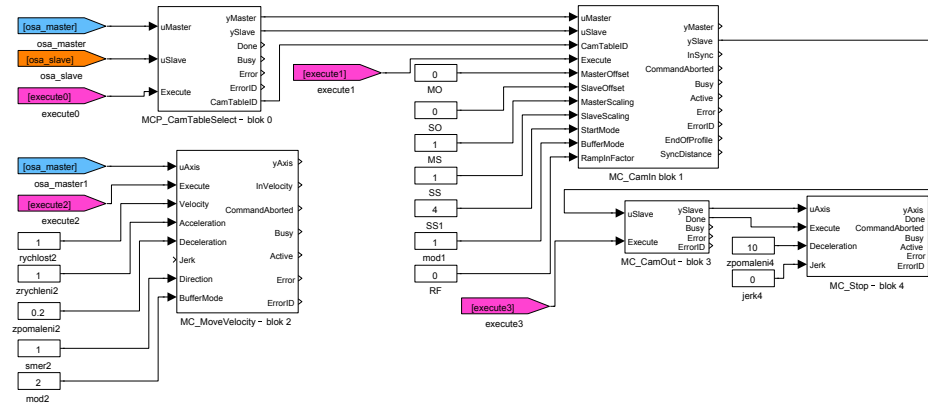 [osa_master]
osa_master
[osa_slave]
osa_slave
[execute0]
execute0
uMaster
uSlave
Execute
yMaster
ySlave
Done
Busy
Error
ErrorID
CamTableID
MCP_CamTableSelect - blok 0
[execute1]
execute1
0
MO
0
SO
1
MS
1
SS
4
SS1
1
mod1
0
RF
uMaster
uSlave
CamTableID
Execute
MasterOffset
SlaveOffset
MasterScaling
SlaveScaling
StartMode
BufferMode
RampInFactor
yMaster
ySlave
InSync
CommandAborted
Busy
Active
Error
ErrorID
EndOfProfile
SyncDistance
MC_CamIn blok 1
[osa_master]
osa_master1
[execute2]
execute2
1
rychlost2
1
zrychleni2
0.2
zpomaleni2
1
smer2
2
mod2
uAxis
Execute
Velocity
Acceleration
Deceleration
Jerk
Direction
BufferMode
yAxis
InVelocity
CommandAborted
Busy
Active
Error
ErrorID
MC_MoveVelocity - blok 2
[execute3]
execute3
uSlave
Execute
ySlave
Done
Busy
Error
ErrorID
MC_CamOut - blok 3
10
zpomaleni4
0
jerk4
uAxis
Execute
Deceleration
Jerk
yAxis
Done
CommandAborted
Busy
Active
Error
ErrorID
MC_Stop - blok 4